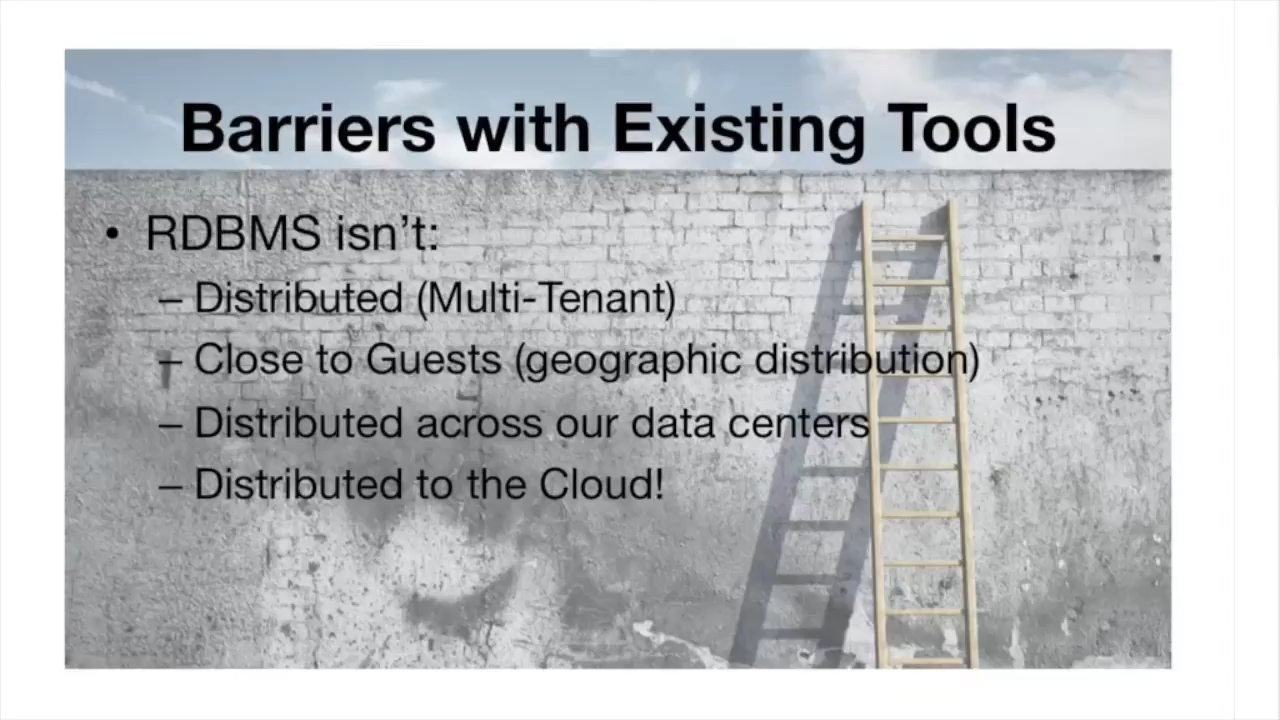 Barriers with Existing Tools
• RDBMS isn’t:
– Distributed (Multi-Tenant)
– Close to Guests (geographic distribution)
– Distributed across our data centers
– Distributed to the Cloud!